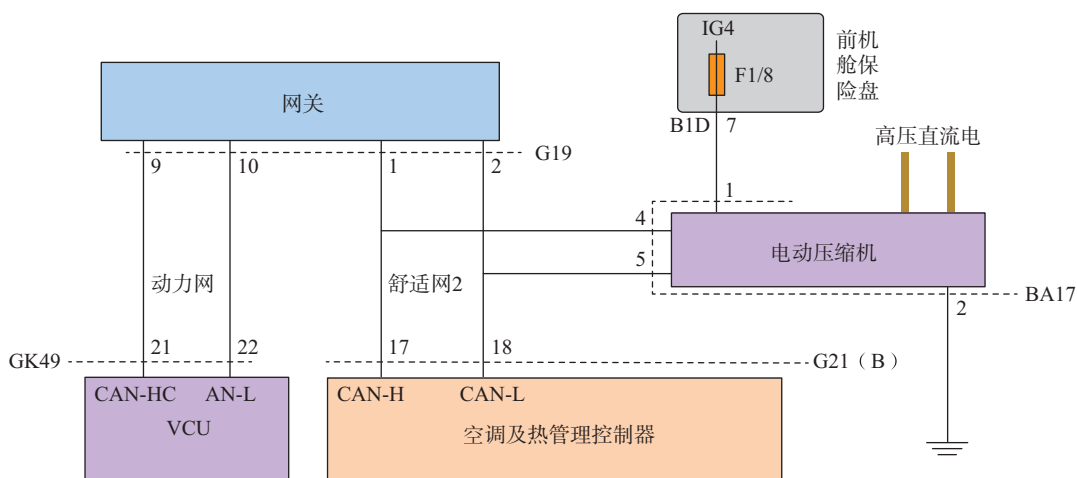 IG4
F1/8
前机
舱保
险盘
B1D 7
高压直流电
网关
9 10 1 2 G19
1
4
电动压缩机
5
BA17
2
动力网 舒适网2
GK49 21 22 17 18 G21（B）
CAN-HC AN-L CAN-H CAN-L
VCU 空调及热管理控制器